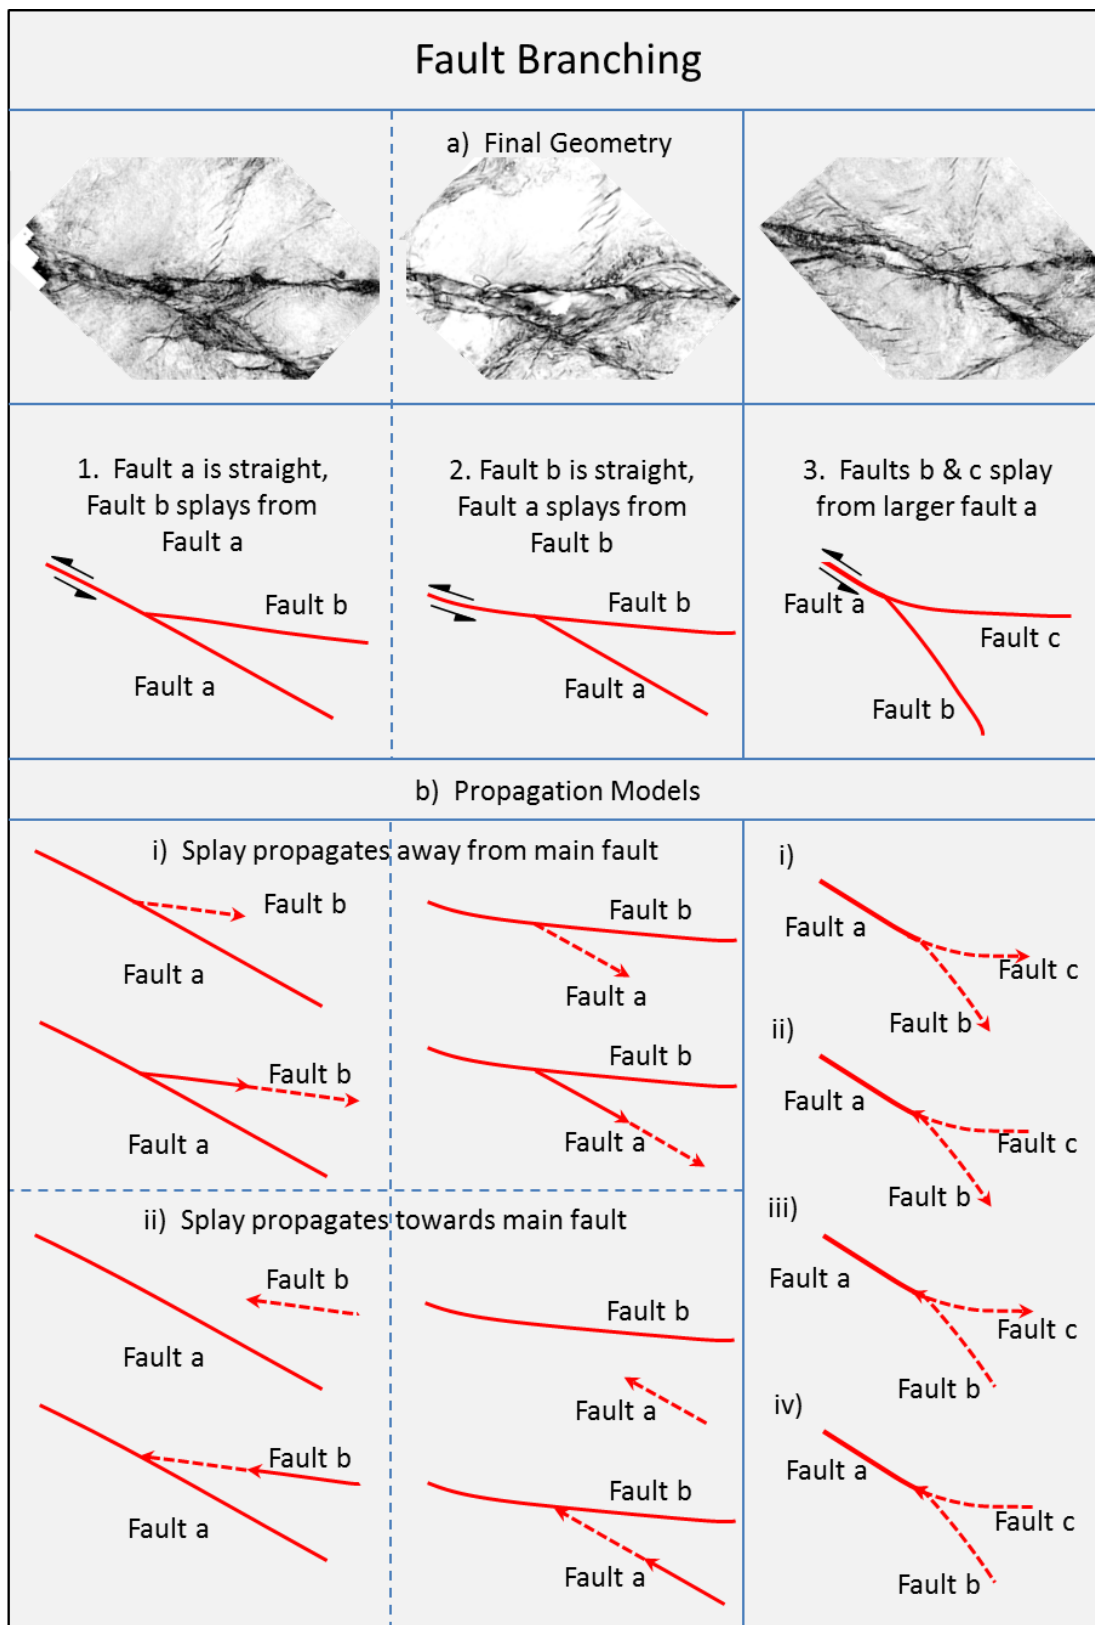 Fault Branching
a) Final Geometry
1. Fault a is straight,
Fault b splays from
Fault a
2. Fault b is straight,
Fault a splays from
Fault b
3. Faults b & c splay
from larger fault a
Fault b
Fault a
Fault b
Fault a
Fault a
Fault c
Fault b
b) Propagation Models
i) Splay propagates away from main fault
Fault b
Fault a
Fault b
Fault a
Fault b
Fault a
Fault b
Fault a
ii) Splay propagates towards main fault
Fault b
Fault a
Fault b
Fault a
Fault b
Fault a
Fault b
Fault a
i)
Fault a
Fault c
Fault b
ii)
Fault a
Fault c
Fault b
iii)
Fault a
Fault c
Fault b
iv)
Fault a
Fault c
Fault b